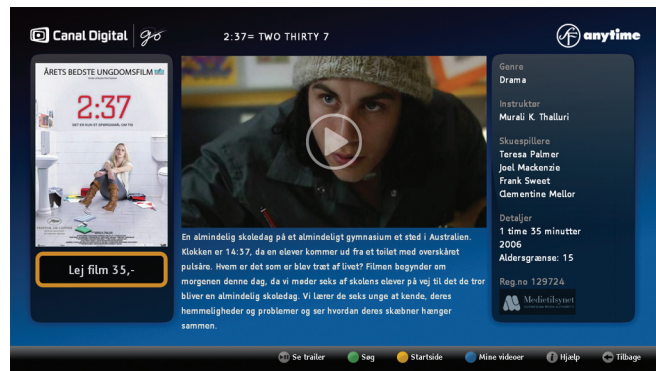 Canal Digital go
2:37= TWO THIRTY 7
anytime
ÅRETS BEDSTE UNGDOMSFILM
2:37
Lej film 35,-
En almindelig skoledag på et almindeligt gymnasium et sted i Australien.
Klokken er 14:37, da en elever kommer ud fra et toilet med overskåret
pulsåre. Hvem er det som er blev træt af livet? Filmen begynder om
morgenen denne dag, da vi møder seks af skolens elever på vej til det de tror
bliver en almindelig skoledag. Vi lærer de seks unge at kende, deres
hemmeligheder og problemer og ser hvordan deres skæbner hænger
sammen.
Genre
Drama
Instruktør
Murali K. Thalluri
Skuespillere
Teresa Palmer
Joel Mackenzie
Frank Sweet
Clementine Mellor
Detaljer
1 time 35 minutter
2006
Aldersgrænse: 15
Reg.no 129724
Medietilsynet
Se trailer
Søg
Startside
Mine videoer
Hjælp
Tilbage